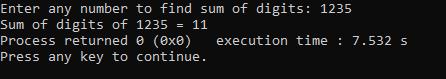 Enter any number to find sum of digits: 1235
Sum of digits of 1235 = 11
Process returned 0 (0x0)   execution time : 7.532 s
Press any key to continue.